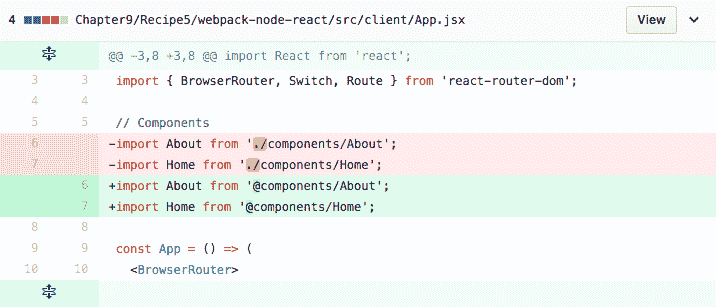 4 Chapter9/Recipe5/webpack-node-react/src/client/App.jsx View
@@ -3,8 +3,8 @@ import React from 'react';
3 3 import { BrowserRouter, Switch, Route } from 'react-router-dom';
4 4
5 5 // Components
6 -import About from './components/About';
7 -import Home from './components/Home';
6 +import About from '@components/About';
7 +import Home from '@components/Home';
8 8
9 9 const App = () => (
10 10 <BrowserRouter>